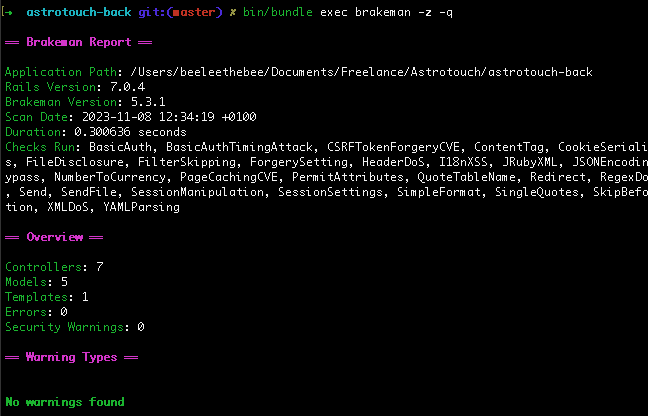 [→ astrotouch-back git:(master) ✗ bin/bundle exec brakeman -z -q
== Brakeman Report ==
Application Path: /Users/beeleethebee/Documents/Freelance/Astrotouch/astrotouch-back
Rails Version: 7.0.4
Brakeman Version: 5.3.1
Scan Date: 2023-11-08 12:34:19 +0100
Duration: 0.300636 seconds
Checks Run: BasicAuth, BasicAuthTimingAttack, CSRFTokenForgeryCVE, ContentTag, CookieSeriali
s, FileDisclosure, FilterSkipping, ForgerySetting, HeaderDoS, I18nXSS, JRubyXML, JSONEncodin
ypass, NumberToCurrency, PageCachingCVE, PermitAttributes, QuoteTableName, Redirect, RegexDo
, Send, SendFile, SessionManipulation, SessionSettings, SimpleFormat, SingleQuotes, SkipBefo
tion, XMLDoS, YAMLParsing
== Overview ==
Controllers: 7
Models: 5
Templates: 1
Errors: 0
Security Warnings: 0
== Warning Types ==
No warnings found